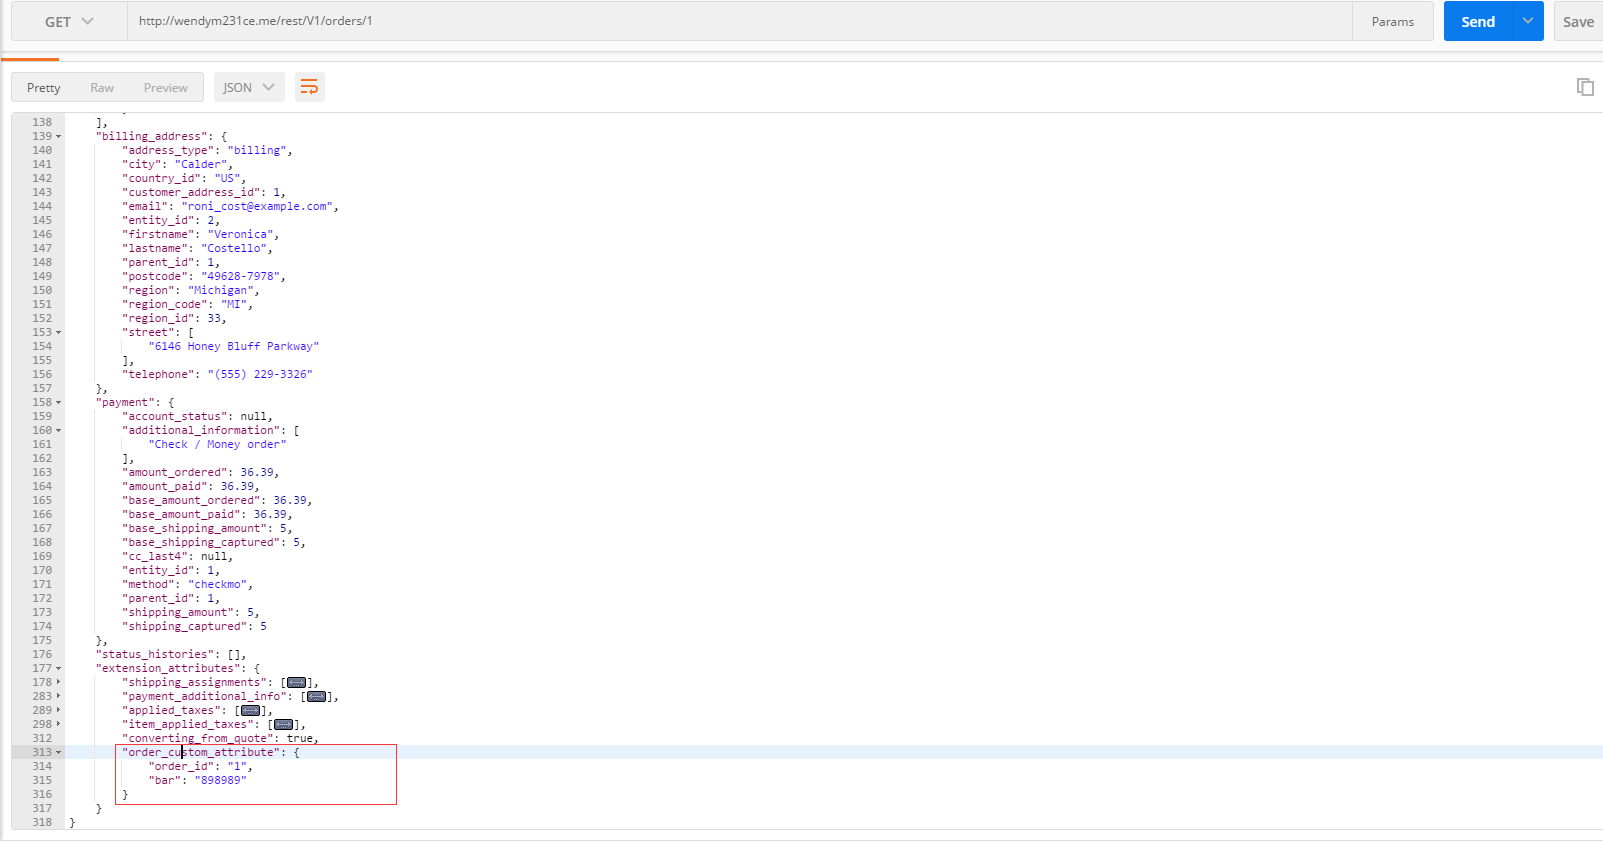 GET http://wendym231ce.me/rest/V1/orders/1 Params Send Save
Pretty Raw Preview JSON
138 ],
139 "billing_address": {
140 "address_type": "billing",
141 "city": "Calder",
142 "country_id": "US",
143 "customer_address_id": 1,
144 "email": "roni_cost@example.com",
145 "entity_id": 2,
146 "firstname": "Veronica",
147 "lastname": "Costello",
148 "parent_id": 1,
149 "postcode": "49628-7978",
150 "region": "Michigan",
151 "region_code": "MI",
152 "region_id": 33,
153 "street": [
154 "6146 Honey Bluff Parkway"
155 ],
156 "telephone": "(555) 229-3326"
157 },
158 "payment": {
159 "account_status": null,
160 "additional_information": [
161 "Check / Money order"
162 ],
163 "amount_ordered": 36.39,
164 "amount_paid": 36.39,
165 "base_amount_ordered": 36.39,
166 "base_amount_paid": 36.39,
167 "base_shipping_amount": 5,
168 "base_shipping_captured": 5,
169 "cc_last4": null,
170 "entity_id": 1,
171 "method": "checkmo",
172 "parent_id": 1,
173 "shipping_amount": 5,
174 "shipping_captured": 5
175 },
176 "status_histories": [],
177 "extension_attributes": {
178 "shipping_assignments": [],
283 "payment_additional_info": [],
289 "applied_taxes": [],
298 "item_applied_taxes": [],
312 "converting_from_quote": true,
313 "order_custom_attribute": {
314 "order_id": "1",
315 "bar": "898989"
316 }
317 }
318 }